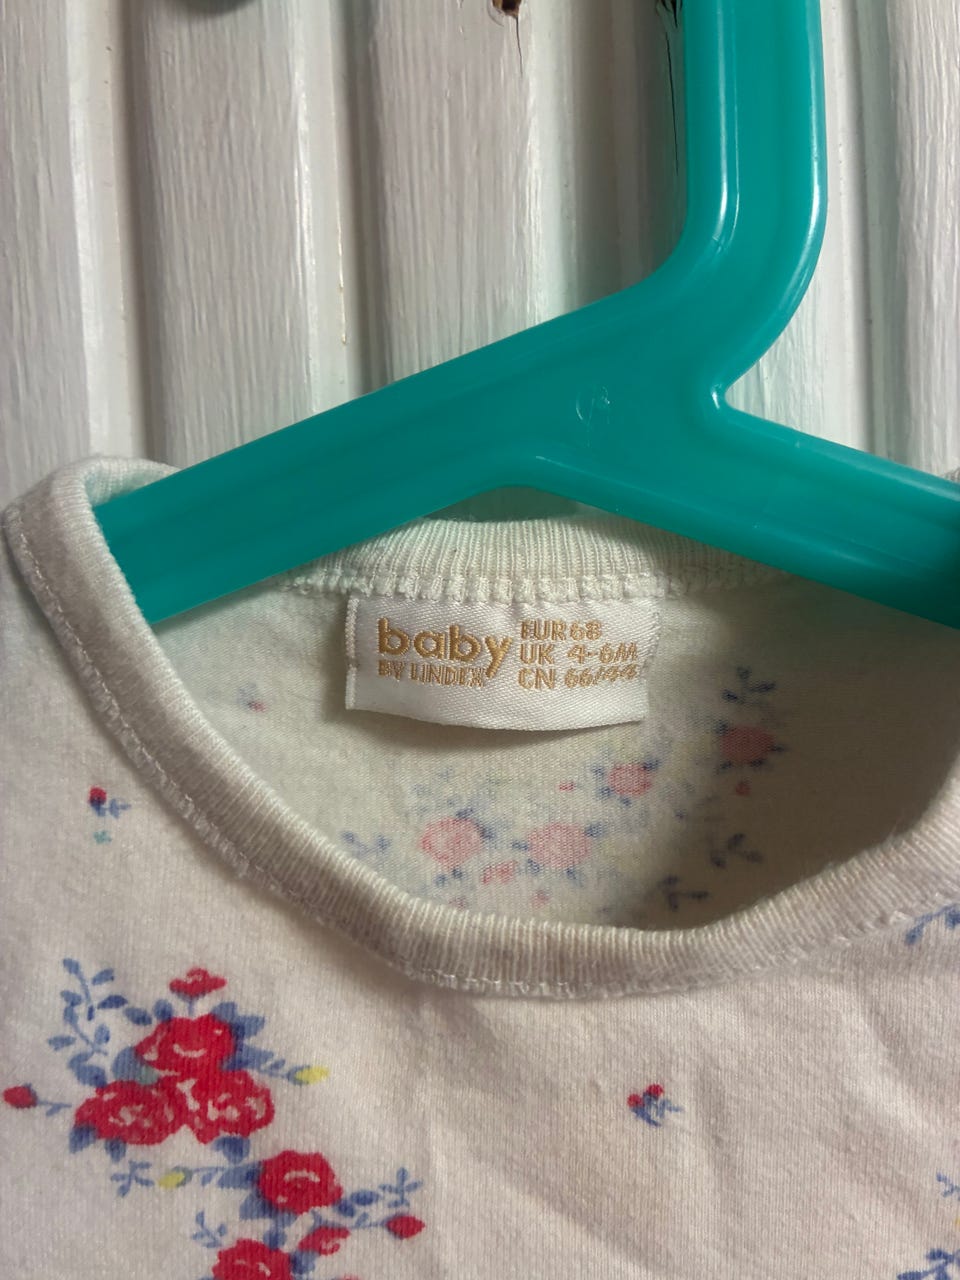 baby
BY LINDEX
EUR 68
UK 4-6M
CN 66/44